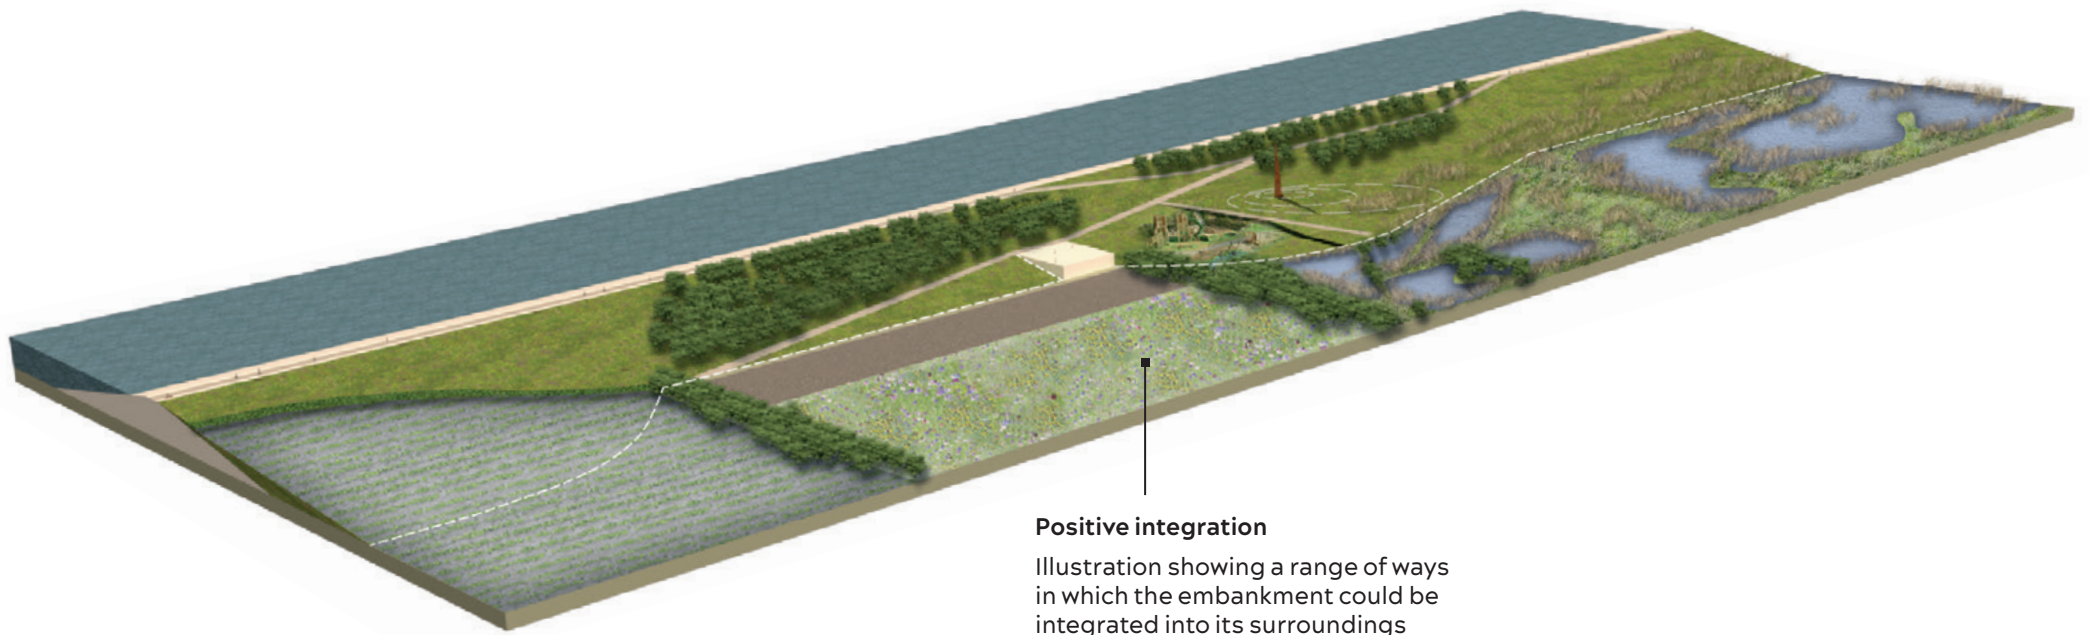 Positive integration
Illustration showing a range of ways
in which the embankment could be
integrated into its surroundings